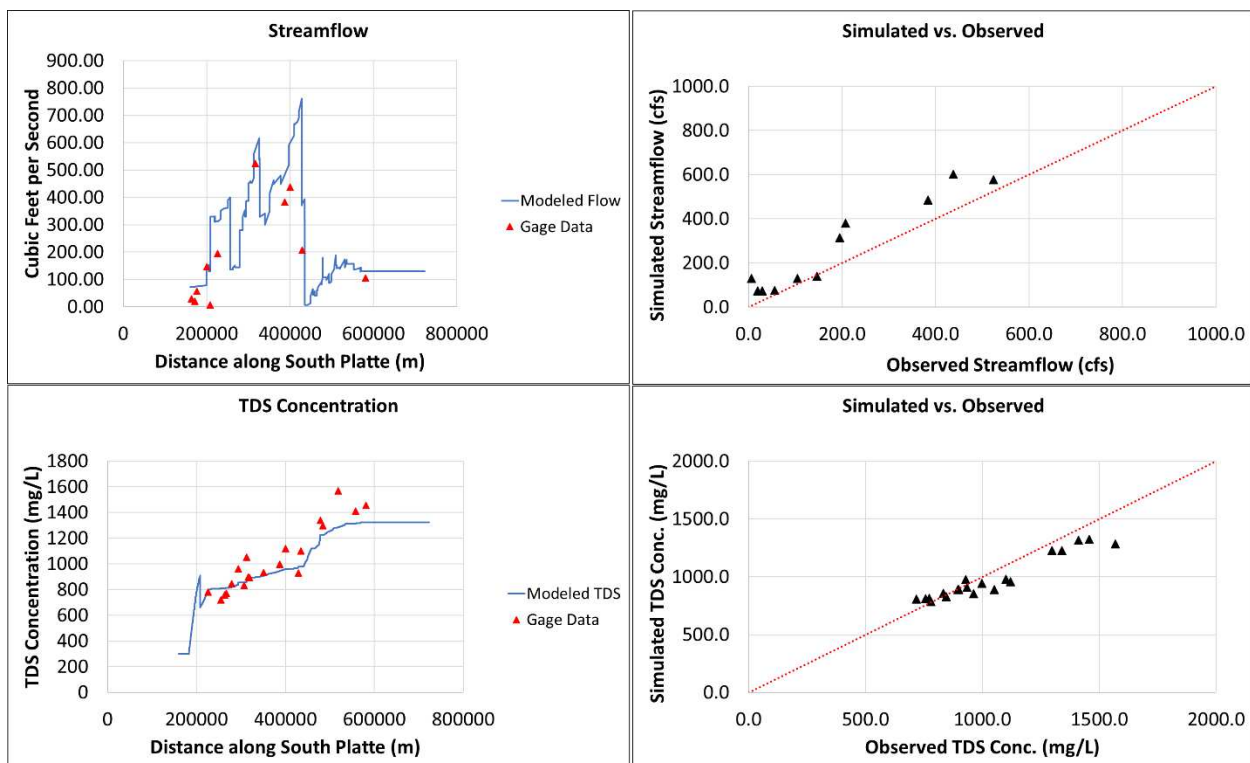 Streamflow
Cubic Feet per Second
900.00
800.00
700.00
600.00
500.00
400.00
300.00
200.00
100.00
0.00
0 200000 400000 600000 800000
Distance along South Platte (m)
Modeled Flow
Gage Data
Simulated vs. Observed
Simulated Streamflow (cfs)
1000.0
800.0
600.0
400.0
200.0
0.0
0.0 200.0 400.0 600.0 800.0 1000.0
Observed Streamflow (cfs)
TDS Concentration
TDS Concentration (mg/L)
1800
1600
1400
1200
1000
800
600
400
200
0
0 200000 400000 600000 800000
Distance along South Platte (m)
Modeled TDS
Gage Data
Simulated vs. Observed
Simulated TDS Conc. (mg/L)
2000.0
1500.0
1000.0
500.0
0.0
0.0 500.0 1000.0 1500.0 2000.0
Observed TDS Conc. (mg/L)